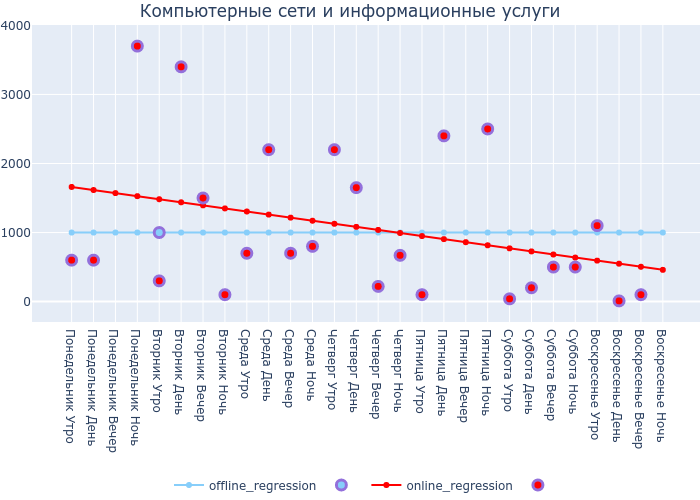 Компьютерные сети и информационные услуги
4000
3000
2000
1000
0
Понедельник Утро
Понедельник День
Понедельник Вечер
Понедельник Ночь
Вторник Утро
Вторник День
Вторник Вечер
Вторник Ночь
Среда Утро
Среда День
Среда Вечер
Среда Ночь
Четверг Утро
Четверг День
Четверг Вечер
Четверг Ночь
Пятница Утро
Пятница День
Пятница Вечер
Пятница Ночь
Суббота Утро
Суббота День
Суббота Вечер
Суббота Ночь
Воскресенье Утро
Воскресенье День
Воскресенье Вечер
Воскресенье Ночь
offline_regression
online_regression